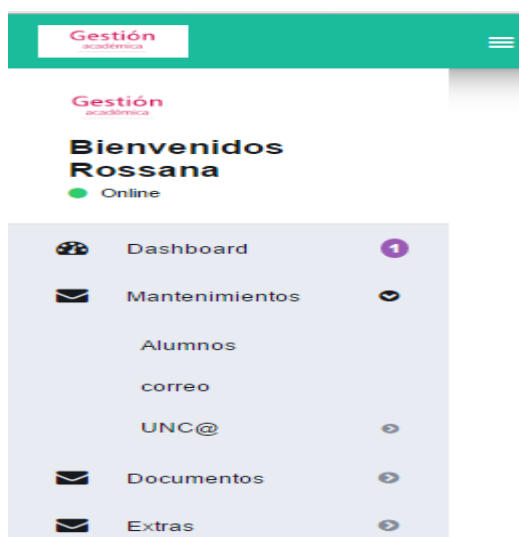 Gestión
académica
Gestión
académica
Bienvenidos
Rossana
Online
Dashboard 1
Mantenimientos
Alumnos
correo
UNC@
Documentos
Extras